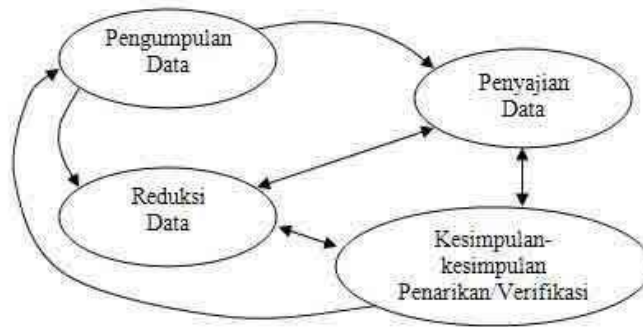 Pengumpulan
Data
Penyajian
Data
Reduksi
Data
Kesimpulan-
kesimpulan
Penarikan/Verifikasi